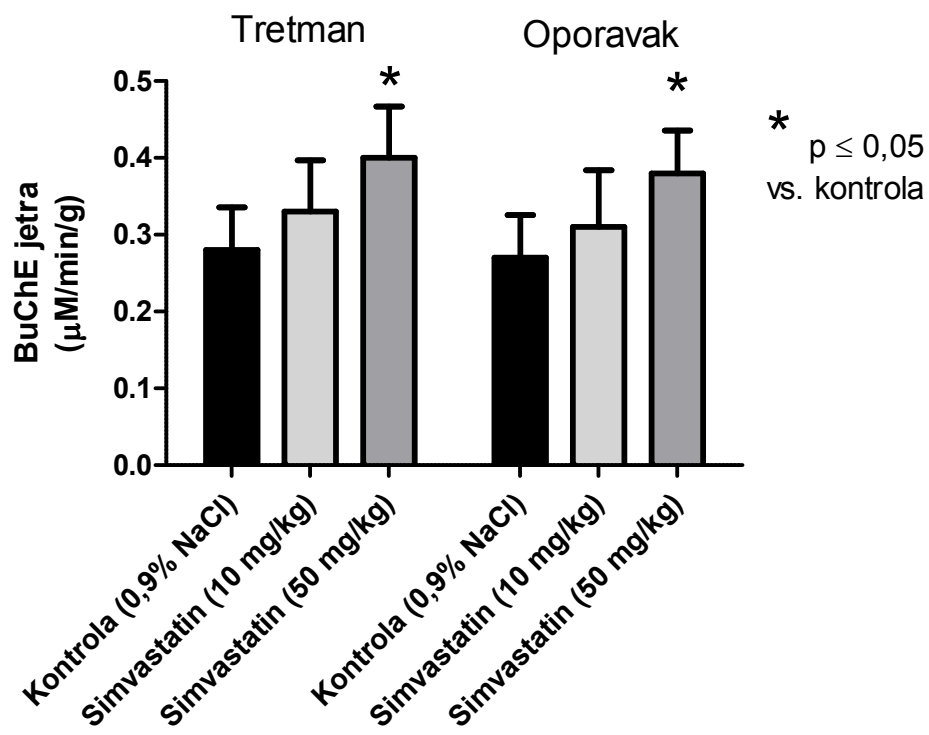 Tretman
Oporavak
BuChE jetra
(μM/min/g)
0.5
0.4
0.3
0.2
0.1
0.0
*
*
*
p ≤ 0,05
vs. kontrola
Kontrola (0,9% NaCl)
Simvastatin (10 mg/kg)
Simvastatin (50 mg/kg)
Kontrola (0,9% NaCl)
Simvastatin (10 mg/kg)
Simvastatin (50 mg/kg)